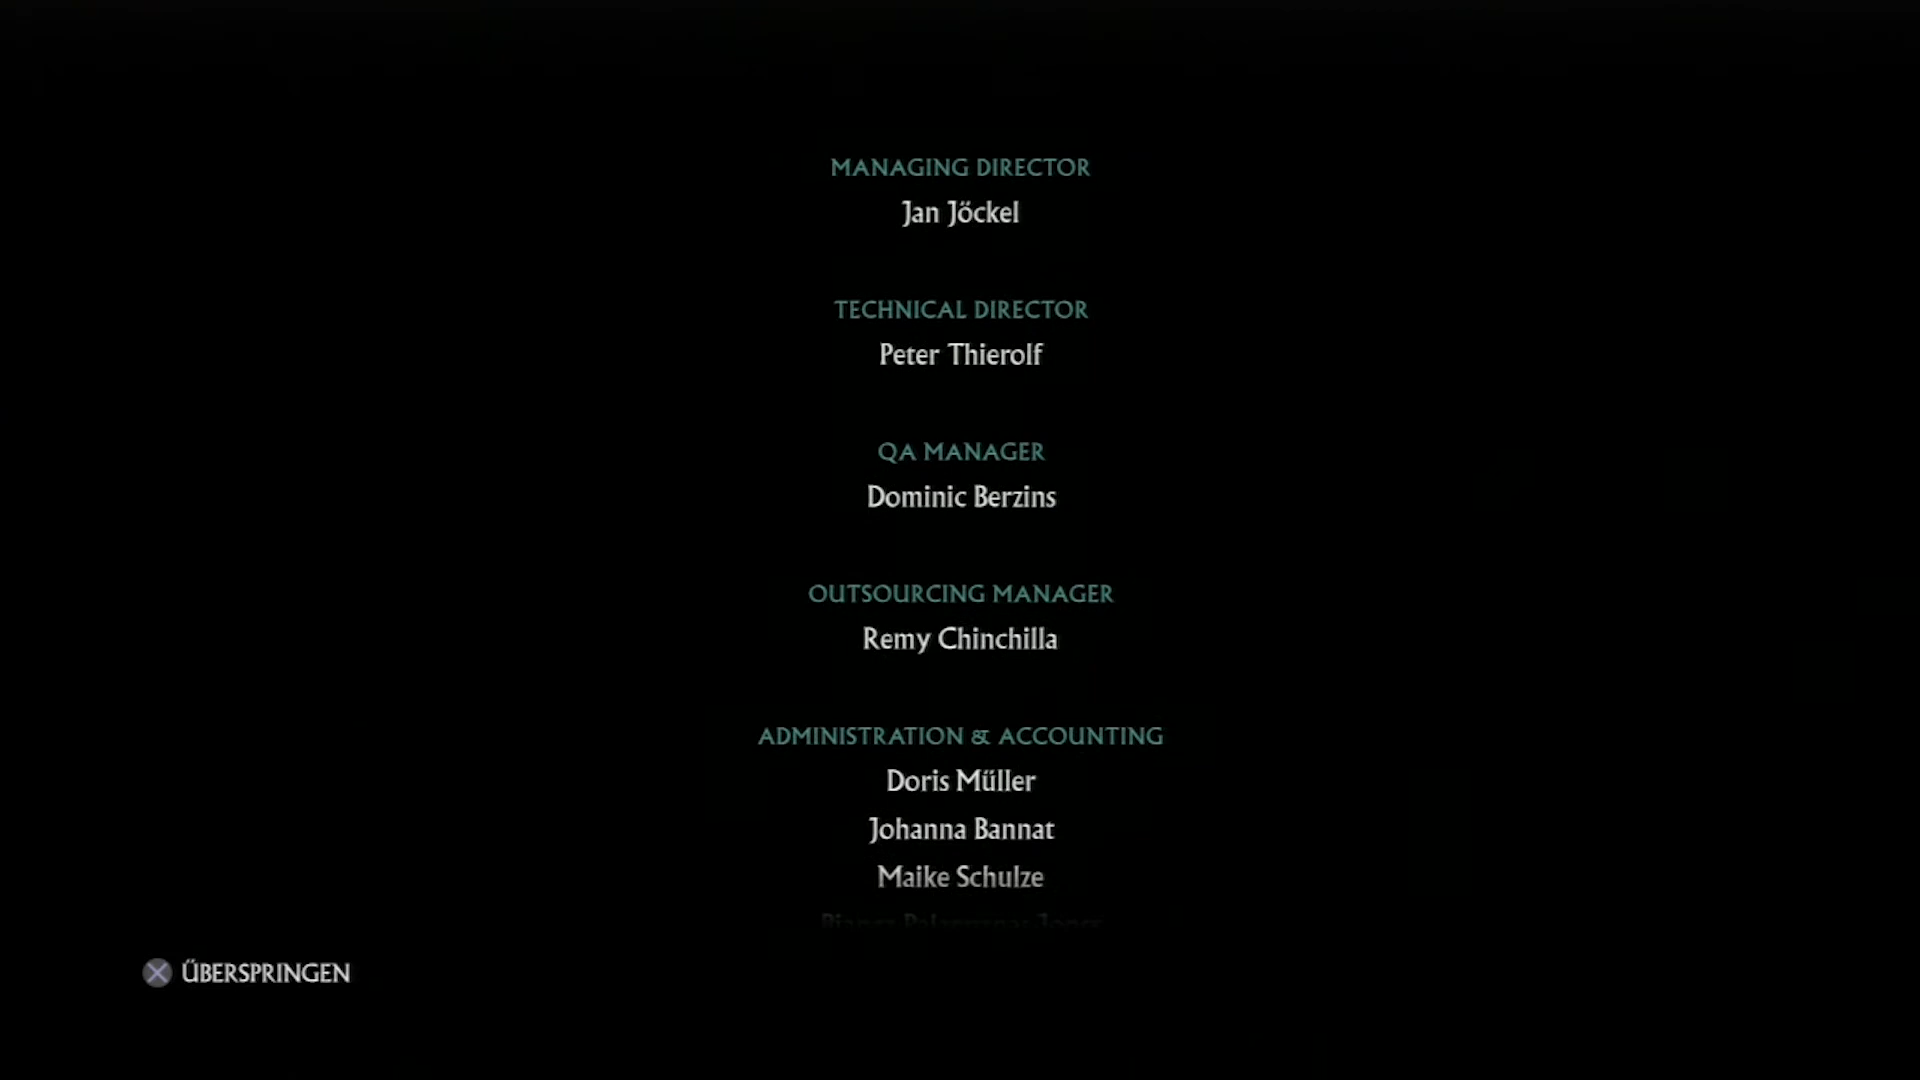 MANAGING DIRECTOR
Jan Jöckel
TECHNICAL DIRECTOR
Peter Thierolf
QA MANAGER
Dominic Berzins
OUTSOURCING MANAGER
Remy Chinchilla
ADMINISTRATION & ACCOUNTING
Doris Müller
Johanna Bannat
Maike Schulze
ÜBERSPRINGEN